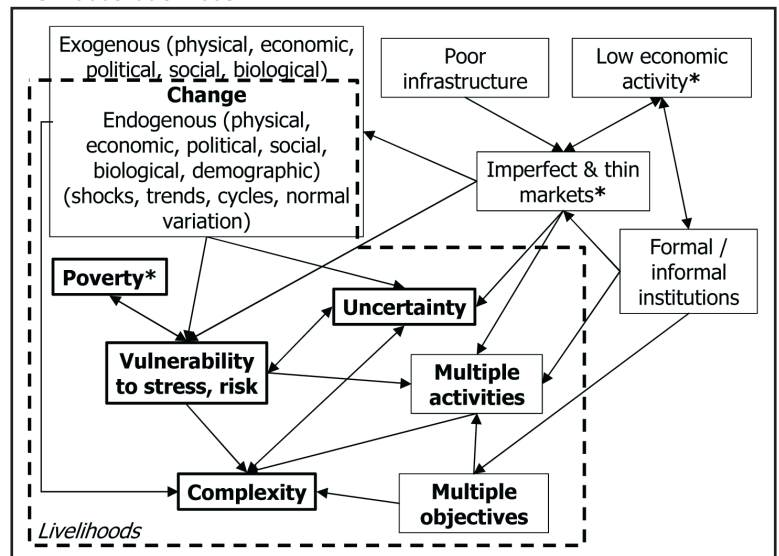 Exogenous (physical, economic,
political, social, biological)
Change
Endogenous (physical,
economic, political, social,
biological, demographic)
(shocks, trends, cycles, normal
variation)
Poor
infrastructure
Low economic
activity*
Imperfect & thin
markets*
Formal /
informal
institutions
Poverty*
Uncertainty
Vulnerability
to stress, risk
Multiple
activities
Complexity
Multiple
objectives
Livelihoods